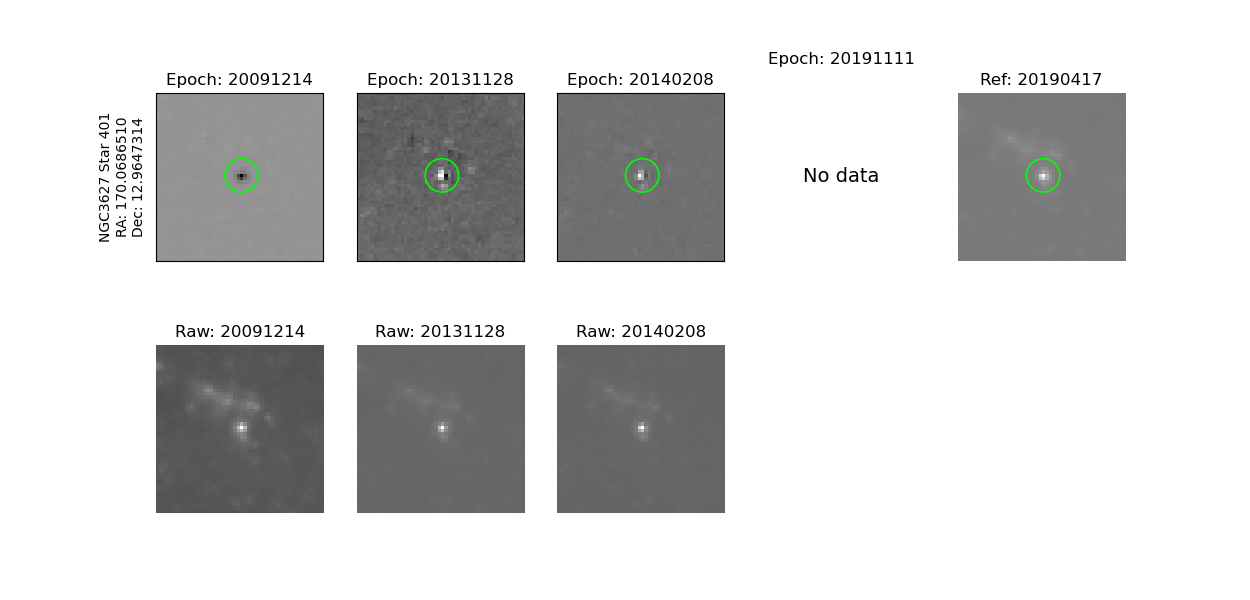 Epoch: 20191111
Epoch: 20091214
Epoch: 20131128
Epoch: 20140208
Ref: 20190417
NGC3627 Star 401
RA: 170.0686510
Dec: 12.9647314
No data
Raw: 20091214
Raw: 20131128
Raw: 20140208